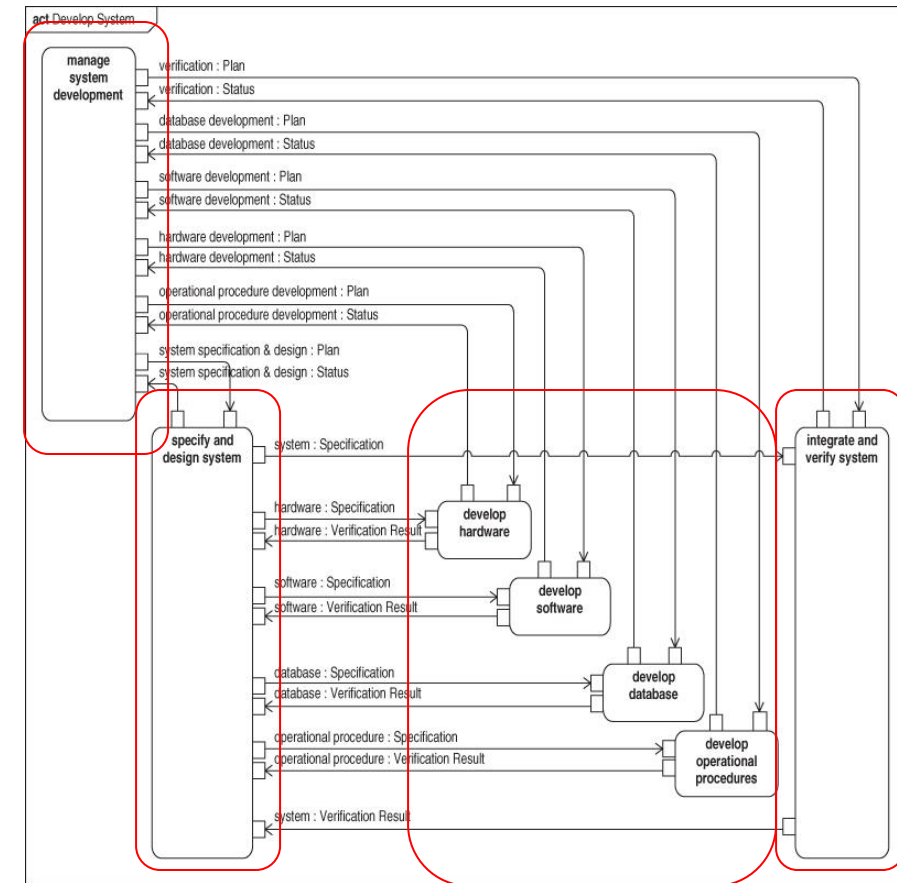 act Develop System
manage
system
development
verification : Plan
verification : Status
database development : Plan
database development : Status
software development : Plan
software development : Status
hardware development : Plan
hardware development : Status
operational procedure development : Plan
operational procedure development : Status
system specification & design : Plan
system specification & design : Status
specify and
design system
system : Specification
integrate and
verify system
hardware : Specification
hardware : Verification Result
develop
hardware
software : Specification
software : Verification Result
develop
software
database : Specification
database : Verification Result
develop
database
operational procedure : Specification
operational procedure : Verification Result
develop
operational
procedures
system : Verification Result